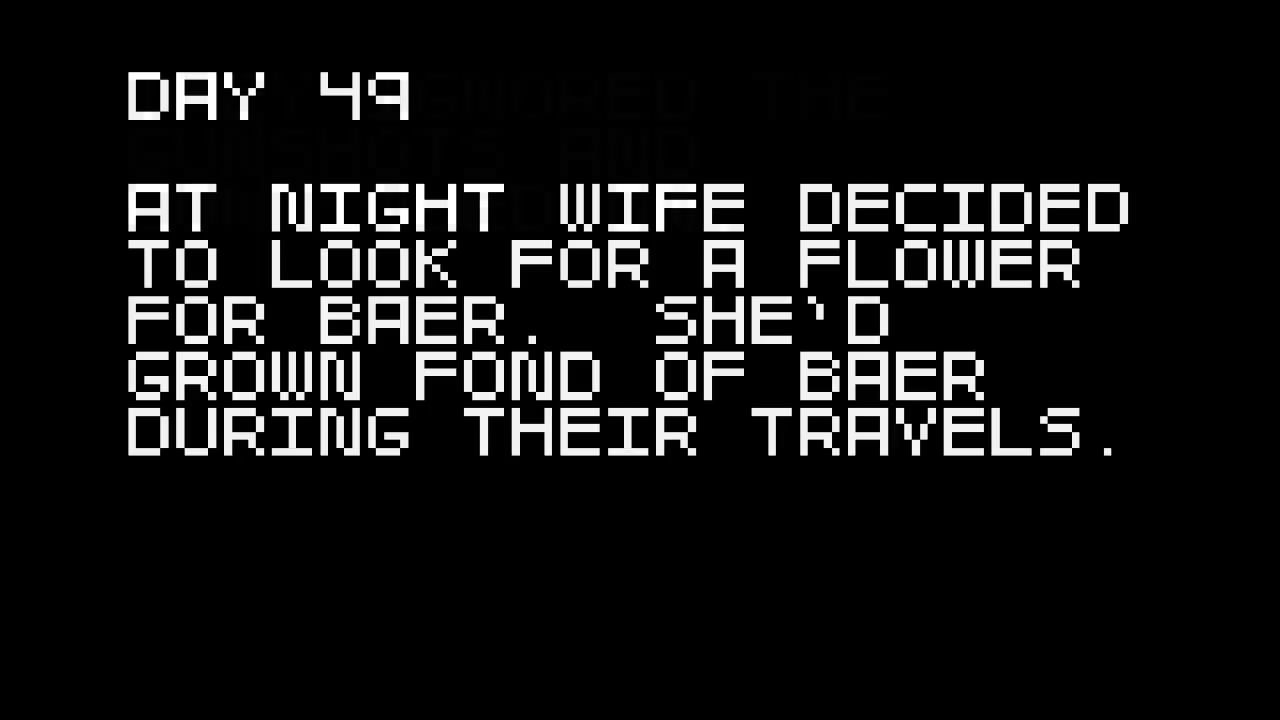 DAY 49
AT NIGHT WIFE DECIDED
TO LOOK FOR A FLOWER
FOR BAER.  SHE'D
GROWN FOND OF BAER
DURING THEIR TRAVELS.